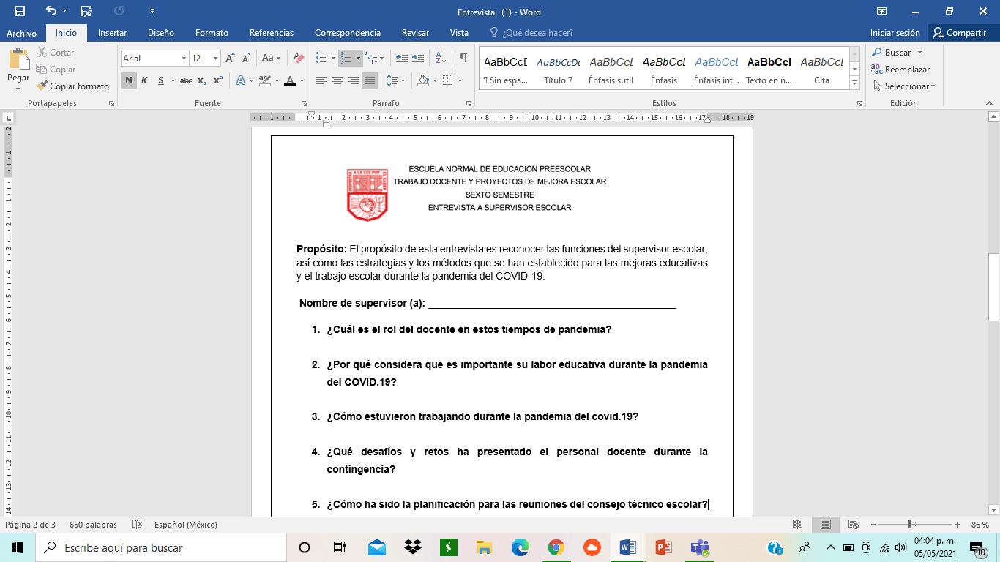 Entrevista. (1) - Word
Archivo Inicio Insertar Diseño Formato Referencias Correspondencia Revisar Vista ¿Qué desea hacer? Iniciar sesión Compartir
Pegar
Cortar
Copiar
Copiar formato
Portapapeles
Arial 12
N K S abc x₂ x²
Fuente
Párrafo
AaBbCcD AaBbCcDc AaBbCcL AaBbCcL AaBbCcL AaBbCcl AaBbCcL
¶ Sin espa... Título 7 Énfasis sutil Énfasis Énfasis int... Texto en n... Cita
Estilos
Buscar
Reemplazar
Seleccionar
Edición
ESCUELA NORMAL DE EDUCACIÓN PREESCOLAR
TRABAJO DOCENTE Y PROYECTOS DE MEJORA ESCOLAR
SEXTO SEMESTRE
ENTREVISTA A SUPERVISOR ESCOLAR
Propósito: El propósito de esta entrevista es reconocer las funciones del supervisor escolar,
así como las estrategias y los métodos que se han establecido para las mejoras educativas
y el trabajo escolar durante la pandemia del COVID-19.
Nombre de supervisor (a): ____________________________________________
1. ¿Cuál es el rol del docente en estos tiempos de pandemia?
2. ¿Por qué considera que es importante su labor educativa durante la pandemia
del COVID.19?
3. ¿Cómo estuvieron trabajando durante la pandemia del covid.19?
4. ¿Qué desafíos y retos ha presentado el personal docente durante la
contingencia?
5. ¿Cómo ha sido la planificación para las reuniones del consejo técnico escolar?
Página 2 de 3 650 palabras Español (México) 86 %
Escribe aquí para buscar
04:04 p. m.
05/05/2021
10